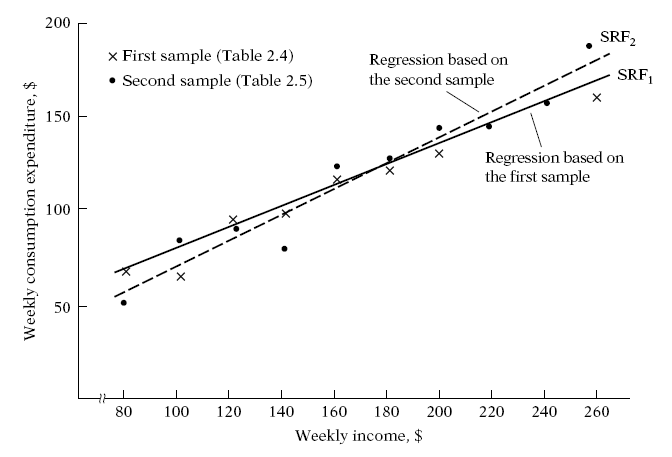 200
150
100
50
Weekly consumption expenditure, $
× First sample (Table 2.4)
• Second sample (Table 2.5)
Regression based on
the second sample
SRF2
SRF1
Regression based on
the first sample
80 100 120 140 160 180 200 220 240 260
Weekly income, $